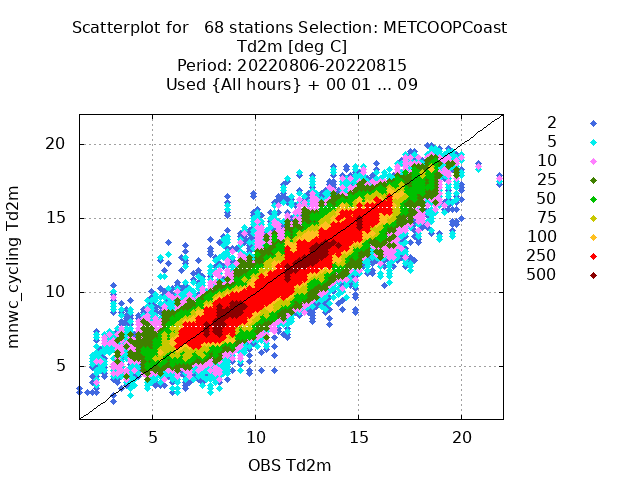 Scatterplot for   68 stations Selection: METCOOPCoast
Td2m [deg C]
Period: 20220806-20220815
Used {All hours} + 00 01 ... 09
mnwc_cycling Td2m
20
15
10
5
5 10 15 20
OBS Td2m
2
5
10
25
50
75
100
250
500